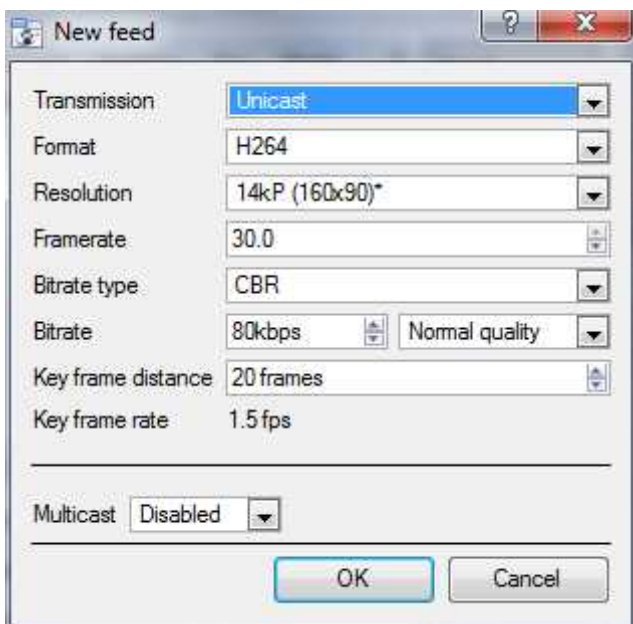 New feed
Transmission Unicast
Format H264
Resolution 14kP (160x90)*
Framerate 30.0
Bitrate type CBR
Bitrate 80kbps Normal quality
Key frame distance 20 frames
Key frame rate 1.5 fps
Multicast Disabled
OK Cancel